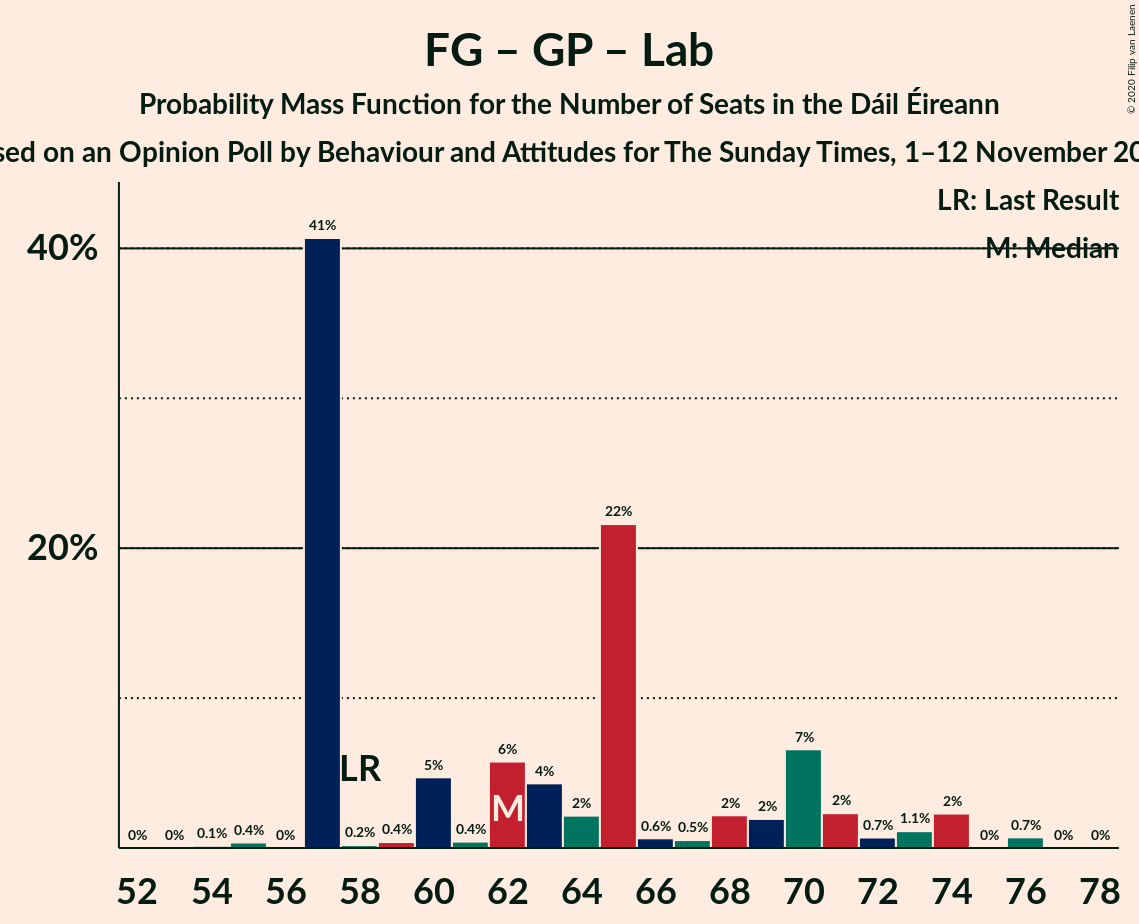 FG – GP – Lab
Probability Mass Function for the Number of Seats in the Dáil Éireann
on an Opinion Poll by Behaviour and Attitudes for The Sunday Times, 1–12 November
© 2020 Filip van Laenen
LR: Last Result
M: Median
40%
20%
41%
22%
LR
M
0% 0% 0.1% 0.4% 0% 0.2% 0.4% 5% 0.4% 6% 4% 2% 0.6% 0.5% 2% 2% 7% 2% 0.7% 1.1% 2% 0% 0.7% 0% 0%
52 54 56 58 60 62 64 66 68 70 72 74 76 78